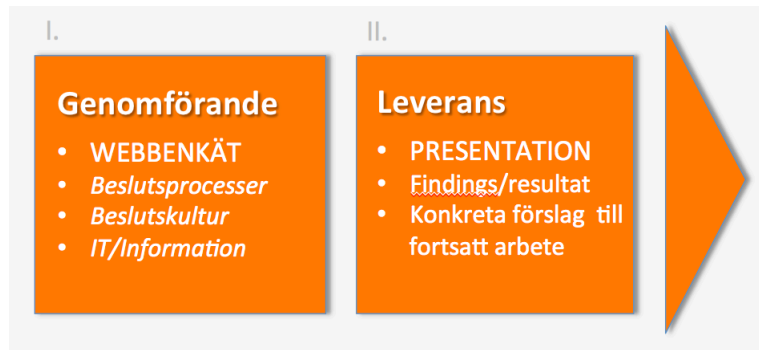 I.
Genomförande
• WEBBENKÄT
• Beslutsprocesser
• Beslutskultur
• IT/Information
II.
Leverans
• PRESENTATION
• Findings/resultat
• Konkreta förslag till
fortsatt arbete